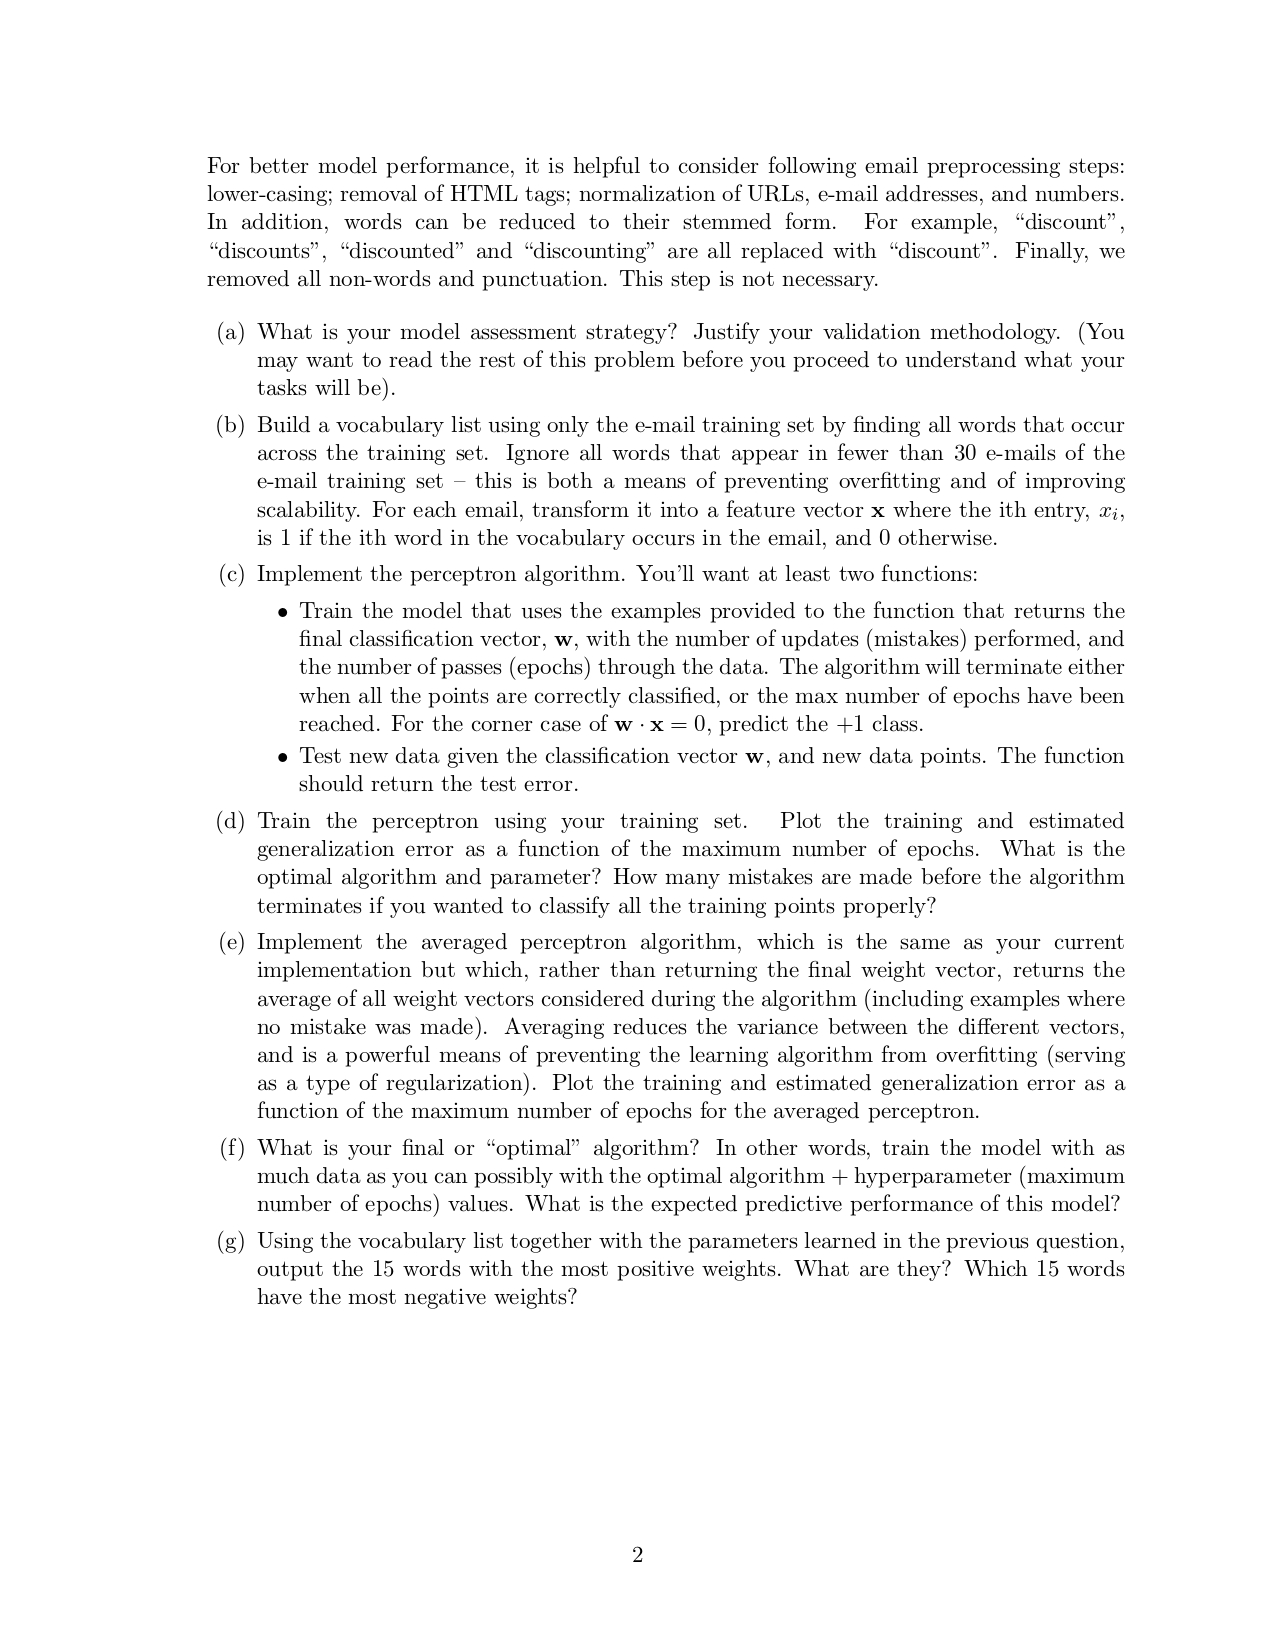 For better model performance, it is helpful to consider following email preprocessing steps:
lower-casing; removal of HTML tags; normalization of URLs, e-mail addresses, and numbers.
In addition, words can be reduced to their stemmed form. For example, “discount”,
“discounts”, “discounted” and “discounting” are all replaced with “discount”. Finally, we
removed all non-words and punctuation. This step is not necessary.
(a) What is your model assessment strategy? Justify your validation methodology. (You
may want to read the rest of this problem before you proceed to understand what your
tasks will be).
(b) Build a vocabulary list using only the e-mail training set by finding all words that occur
across the training set. Ignore all words that appear in fewer than 30 e-mails of the
e-mail training set – this is both a means of preventing overfitting and of improving
scalability. For each email, transform it into a feature vector x where the ith entry, xᵢ,
is 1 if the ith word in the vocabulary occurs in the email, and 0 otherwise.
(c) Implement the perceptron algorithm. You’ll want at least two functions:
• Train the model that uses the examples provided to the function that returns the
final classification vector, w, with the number of updates (mistakes) performed, and
the number of passes (epochs) through the data. The algorithm will terminate either
when all the points are correctly classified, or the max number of epochs have been
reached. For the corner case of w · x = 0, predict the +1 class.
• Test new data given the classification vector w, and new data points. The function
should return the test error.
(d) Train the perceptron using your training set. Plot the training and estimated
generalization error as a function of the maximum number of epochs. What is the
optimal algorithm and parameter? How many mistakes are made before the algorithm
terminates if you wanted to classify all the training points properly?
(e) Implement the averaged perceptron algorithm, which is the same as your current
implementation but which, rather than returning the final weight vector, returns the
average of all weight vectors considered during the algorithm (including examples where
no mistake was made). Averaging reduces the variance between the different vectors,
and is a powerful means of preventing the learning algorithm from overfitting (serving
as a type of regularization). Plot the training and estimated generalization error as a
function of the maximum number of epochs for the averaged perceptron.
(f) What is your final or “optimal” algorithm? In other words, train the model with as
much data as you can possibly with the optimal algorithm + hyperparameter (maximum
number of epochs) values. What is the expected predictive performance of this model?
(g) Using the vocabulary list together with the parameters learned in the previous question,
output the 15 words with the most positive weights. What are they? Which 15 words
have the most negative weights?
2